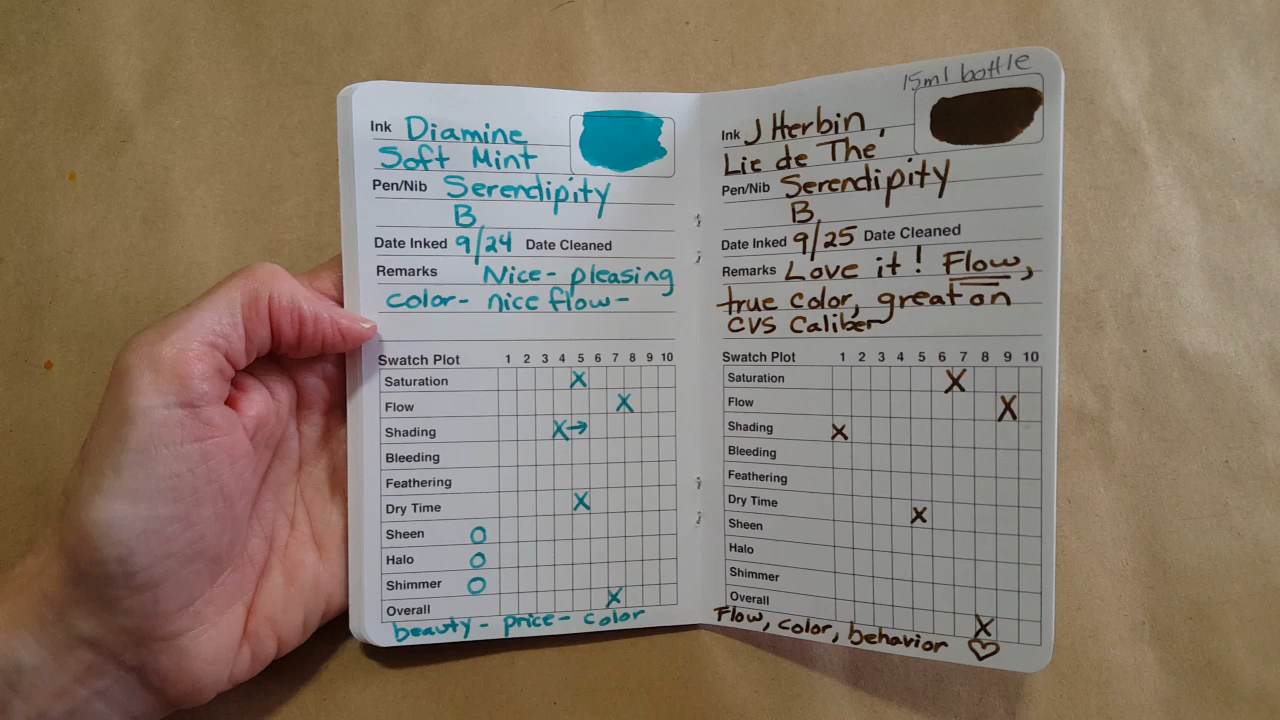 Ink Diamine
Soft Mint
Pen/Nib Serendipity
B
Date Inked 9/24 Date Cleaned
Remarks Nice- pleasing
color- nice flow-
Swatch Plot 1 2 3 4 5 6 7 8 9 10
Saturation X
Flow X
Shading X→
Bleeding
Feathering
Dry Time X
Sheen O
Halo O
Shimmer O
Overall X
beauty - price - color
15ml bottle
Ink J Herbin,
Lie de Thé
Pen/Nib Serendipity
B
Date Inked 9/25 Date Cleaned
Remarks Love it! Flow,
true color, great on
CVS Caliber
Swatch Plot 1 2 3 4 5 6 7 8 9 10
Saturation X
Flow X
Shading X
Bleeding
Feathering
Dry Time X
Sheen
Halo
Shimmer
Overall X
Flow, color, behavior ♡